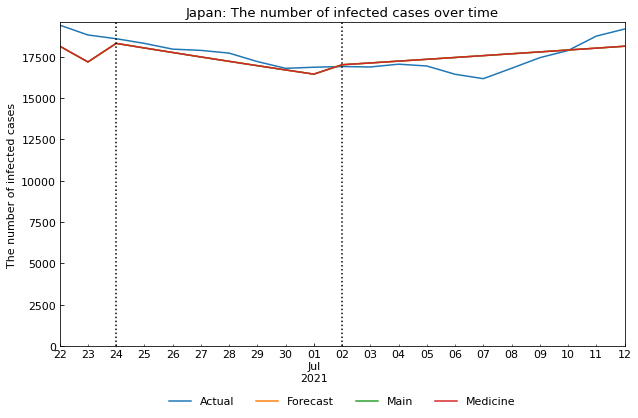 Japan: The number of infected cases over time
The number of infected cases
17500
15000
12500
10000
7500
5000
2500
0
22 23 24 25 26 27 28 29 30 01 02 03 04 05 06 07 08 09 10 11 12
Jul
2021
Actual Forecast Main Medicine